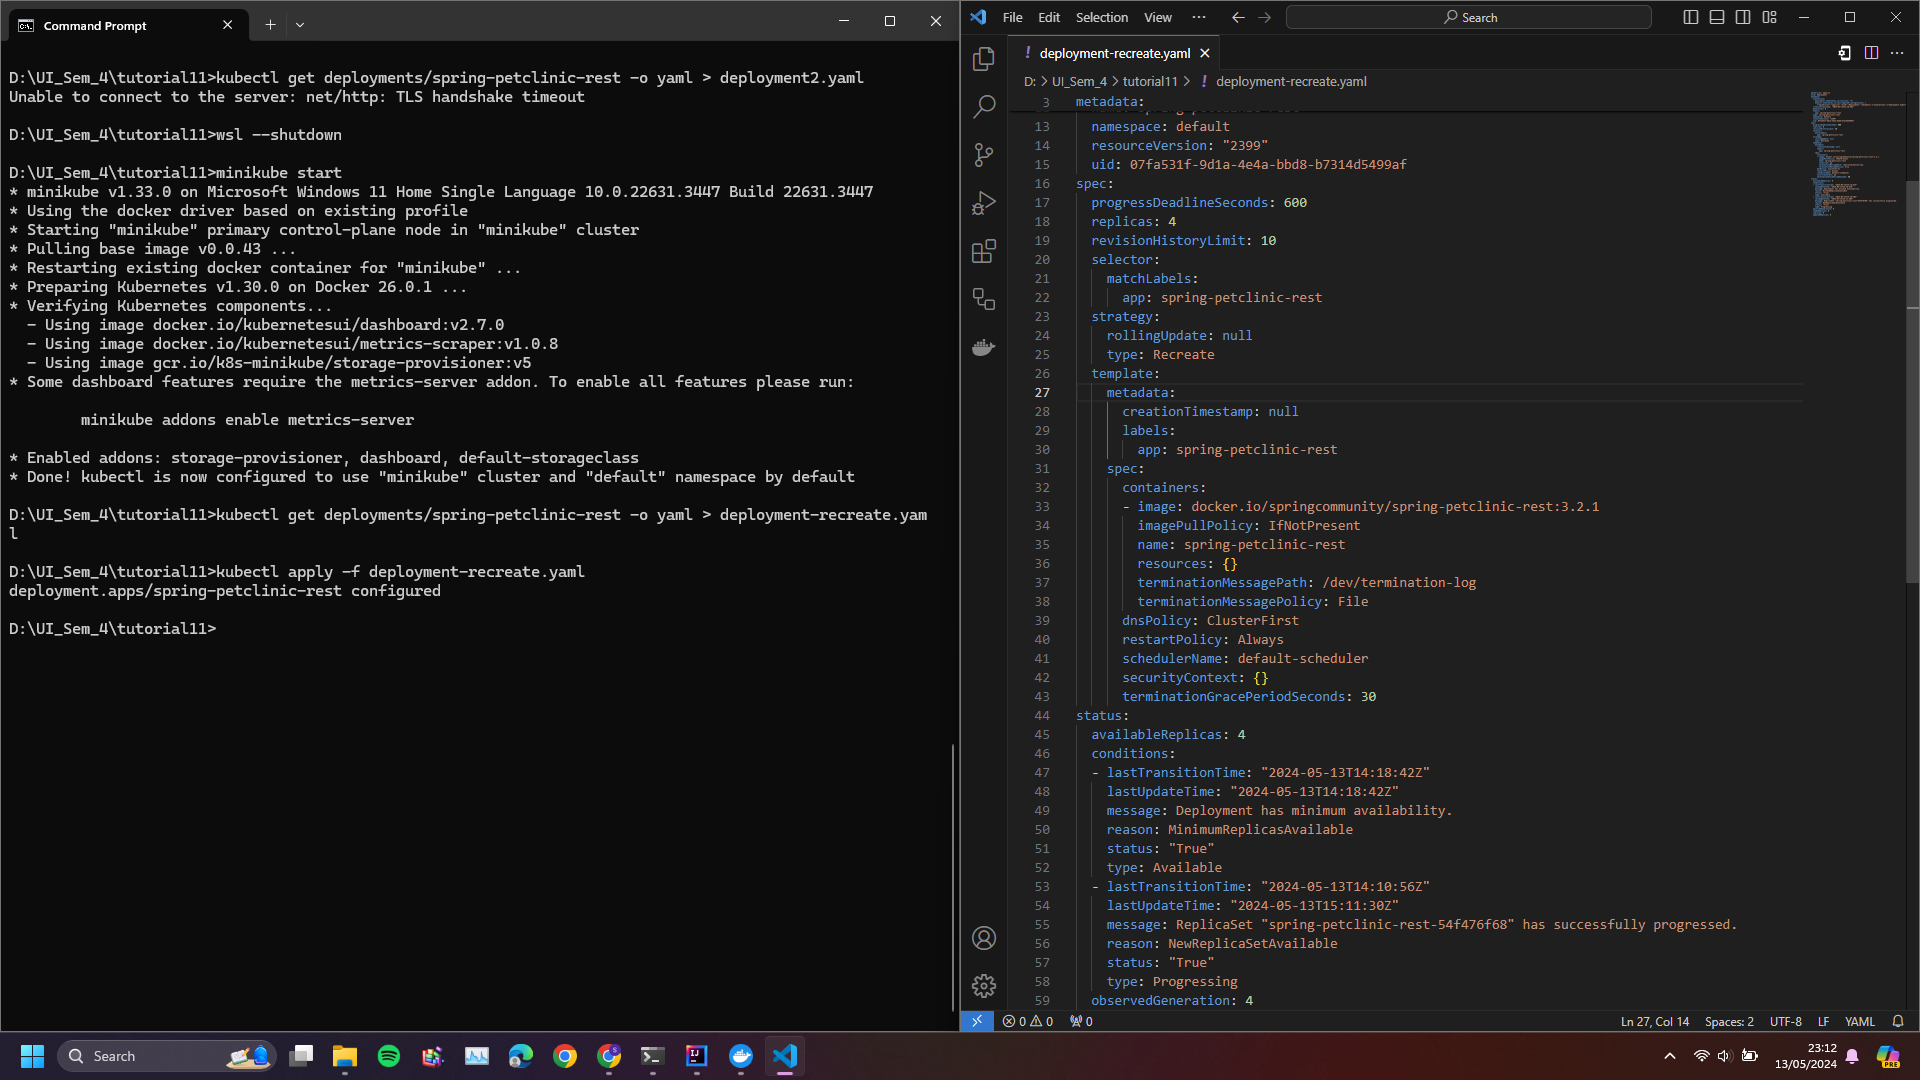 Command Prompt
D:\UI_Sem_4\tutorial11>kubectl get deployments/spring-petclinic-rest -o yaml > deployment2.yaml
Unable to connect to the server: net/http: TLS handshake timeout
D:\UI_Sem_4\tutorial11>wsl --shutdown
D:\UI_Sem_4\tutorial11>minikube start
* minikube v1.33.0 on Microsoft Windows 11 Home Single Language 10.0.22631.3447 Build 22631.3447
* Using the docker driver based on existing profile
* Starting "minikube" primary control-plane node in "minikube" cluster
* Pulling base image v0.0.43 ...
* Restarting existing docker container for "minikube" ...
* Preparing Kubernetes v1.30.0 on Docker 26.0.1 ...
* Verifying Kubernetes components...
- Using image docker.io/kubernetesui/dashboard:v2.7.0
- Using image docker.io/kubernetesui/metrics-scraper:v1.0.8
- Using image gcr.io/k8s-minikube/storage-provisioner:v5
* Some dashboard features require the metrics-server addon. To enable all features please run:
minikube addons enable metrics-server
* Enabled addons: storage-provisioner, dashboard, default-storageclass
* Done! kubectl is now configured to use "minikube" cluster and "default" namespace by default
D:\UI_Sem_4\tutorial11>kubectl get deployments/spring-petclinic-rest -o yaml > deployment-recreate.yam
l
D:\UI_Sem_4\tutorial11>kubectl apply -f deployment-recreate.yaml
deployment.apps/spring-petclinic-rest configured
D:\UI_Sem_4\tutorial11>
File Edit Selection View ... Search
! deployment-recreate.yaml
D: > UI_Sem_4 > tutorial11 > ! deployment-recreate.yaml
3 metadata:
13 namespace: default
14 resourceVersion: "2399"
15 uid: 07fa531f-9d1a-4e4a-bbd8-b7314d5499af
16 spec:
17 progressDeadlineSeconds: 600
18 replicas: 4
19 revisionHistoryLimit: 10
20 selector:
21 matchLabels:
22 app: spring-petclinic-rest
23 strategy:
24 rollingUpdate: null
25 type: Recreate
26 template:
27 metadata:
28 creationTimestamp: null
29 labels:
30 app: spring-petclinic-rest
31 spec:
32 containers:
33 - image: docker.io/springcommunity/spring-petclinic-rest:3.2.1
34 imagePullPolicy: IfNotPresent
35 name: spring-petclinic-rest
36 resources: {}
37 terminationMessagePath: /dev/termination-log
38 terminationMessagePolicy: File
39 dnsPolicy: ClusterFirst
40 restartPolicy: Always
41 schedulerName: default-scheduler
42 securityContext: {}
43 terminationGracePeriodSeconds: 30
44 status:
45 availableReplicas: 4
46 conditions:
47 - lastTransitionTime: "2024-05-13T14:18:42Z"
48 lastUpdateTime: "2024-05-13T14:18:42Z"
49 message: Deployment has minimum availability.
50 reason: MinimumReplicasAvailable
51 status: "True"
52 type: Available
53 - lastTransitionTime: "2024-05-13T14:10:56Z"
54 lastUpdateTime: "2024-05-13T15:11:30Z"
55 message: ReplicaSet "spring-petclinic-rest-54f476f68" has successfully progressed.
56 reason: NewReplicaSetAvailable
57 status: "True"
58 type: Progressing
59 observedGeneration: 4
0 0 0 Ln 27, Col 14 Spaces: 2 UTF-8 LF YAML
Search
23:12
13/05/2024
PRE